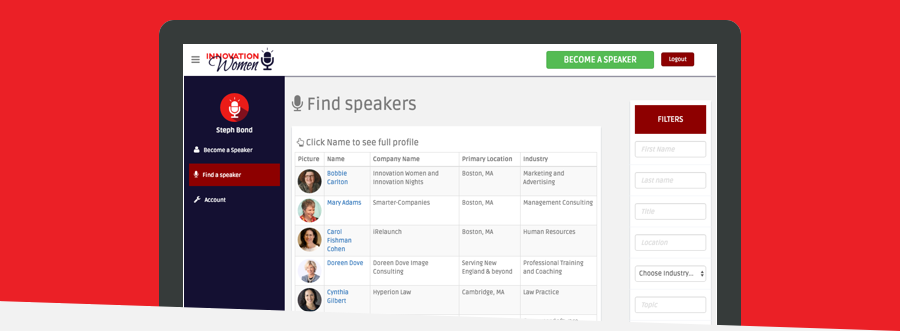 INNOVATION
Women
BECOME A SPEAKER
Logout
Steph Bond
Become a Speaker
Find a speaker
Account
Find speakers
Click Name to see full profile
Picture Name Company Name Primary Location Industry
Bobbie Carlton Innovation Women and Innovation Nights Boston, MA Marketing and Advertising
Mary Adams Smarter-Companies Boston, MA Management Consulting
Carol Fishman Cohen iRelaunch Boston, MA Human Resources
Doreen Dove Doreen Dove Image Consulting Serving New England & beyond Professional Training and Coaching
Cynthia Gilbert Hyperion Law Cambridge, MA Law Practice
FILTERS
First Name
Last name
Title
Location
Choose Industry...
Topic